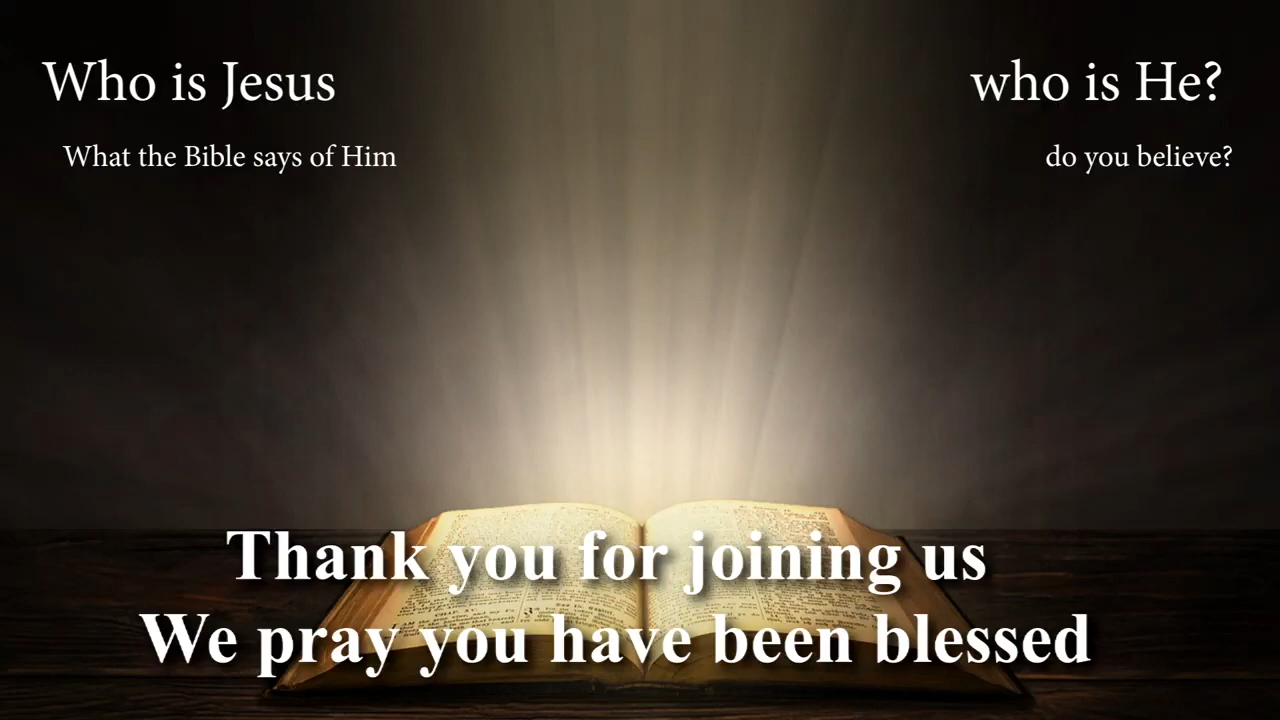 Who is Jesus
What the Bible says of Him
who is He?
do you believe?
Thank you for joining us
We pray you have been blessed